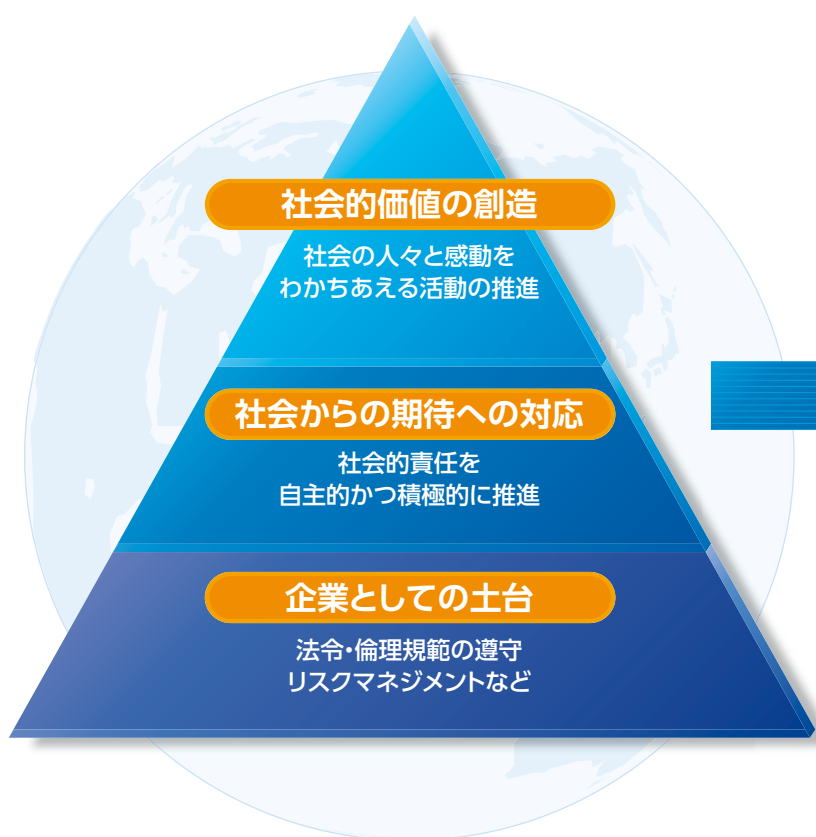 社会的価値の創造
社会の人々と感動を
わかちあえる活動の推進
社会からの期待への対応
社会的責任を
自主的かつ積極的に推進
企業としての土台
法令・倫理規範の遵守
リスクマネジメントなど